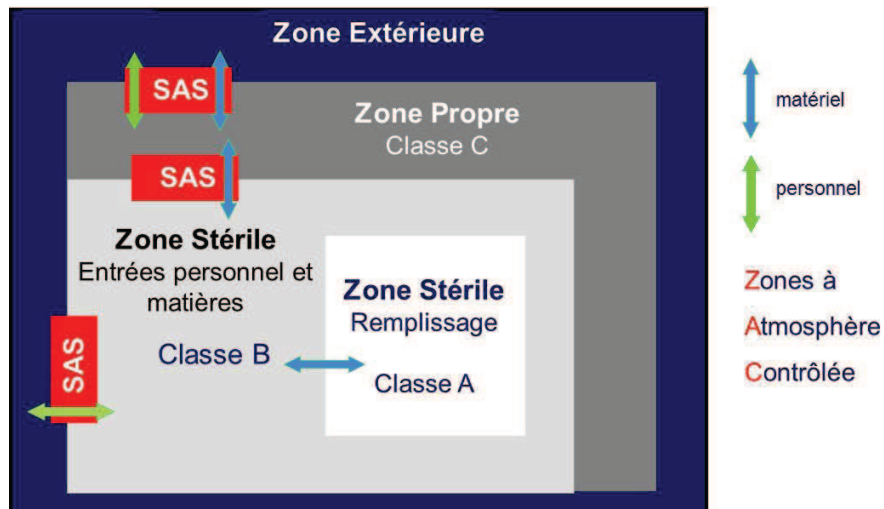 Zone Extérieure
SAS
Zone Propre
Classe C
SAS
Zone Stérile
Entrées personnel et
matières
Classe B
SAS
Zone Stérile
Remplissage
Classe A
matériel
personnel
Zones à
Atmosphère
Contrôlée